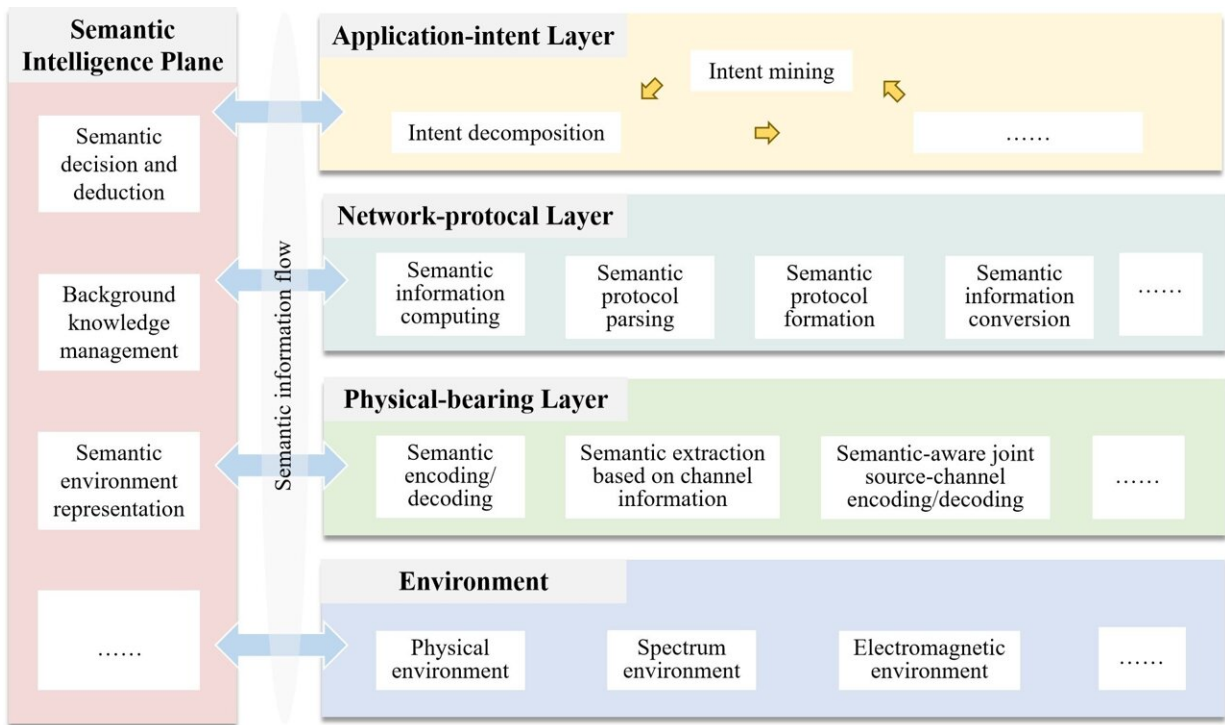 Semantic
Intelligence Plane
Semantic
decision and
deduction
Background
knowledge
management
Semantic
environment
representation
……
Semantic information flow
Application-intent Layer
Intent mining
Intent decomposition
……
Network-protocal Layer
Semantic
information
computing
Semantic
protocol
parsing
Semantic
protocol
formation
Semantic
information
conversion
……
Physical-bearing Layer
Semantic
encoding/
decoding
Semantic extraction
based on channel
information
Semantic-aware joint
source-channel
encoding/decoding
……
Environment
Physical
environment
Spectrum
environment
Electromagnetic
environment
……